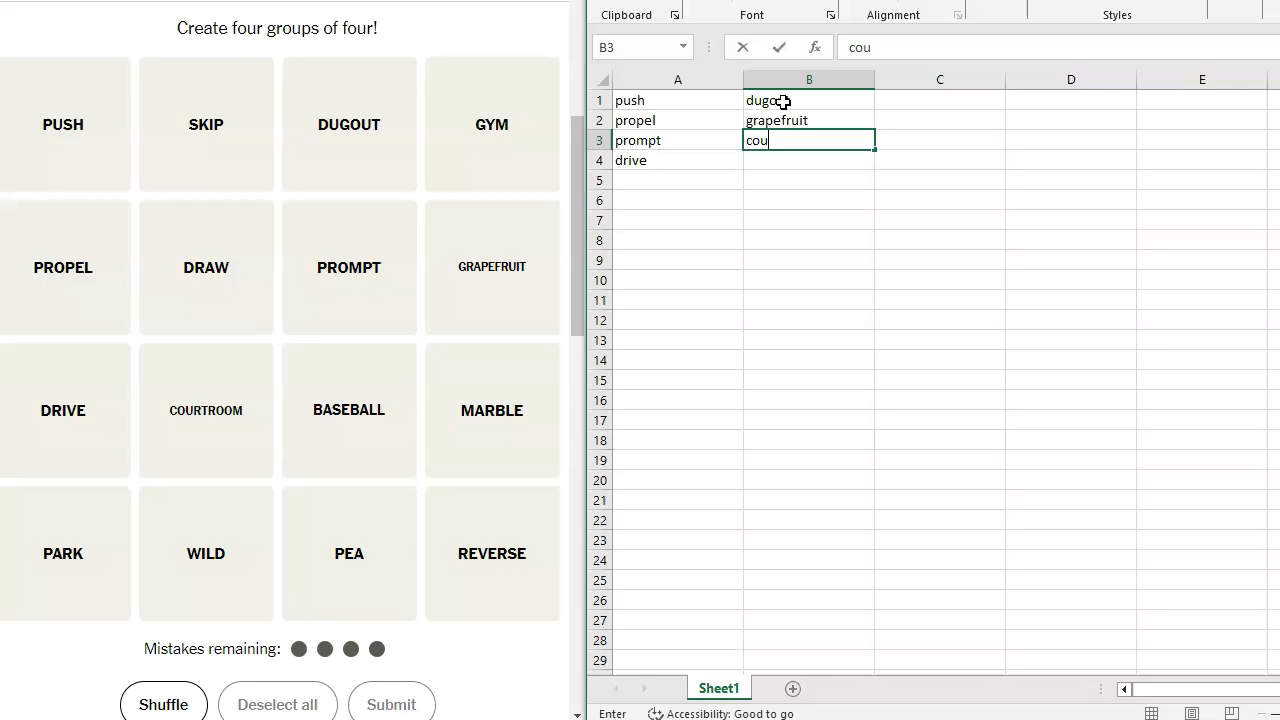 Create four groups of four!
PUSH SKIP DUGOUT GYM
PROPEL DRAW PROMPT GRAPEFRUIT
DRIVE COURTROOM BASEBALL MARBLE
PARK WILD PEA REVERSE
Mistakes remaining:
Shuffle Deselect all Submit
Clipboard Font Alignment Styles
B3 fx cou
A B C D E
1 push dugo
2 propel grapefruit
3 prompt cou
4 drive
5
6
7
8
9
10
11
12
13
14
15
16
17
18
19
20
21
22
23
24
25
26
27
28
29
Sheet1
Enter Accessibility: Good to go